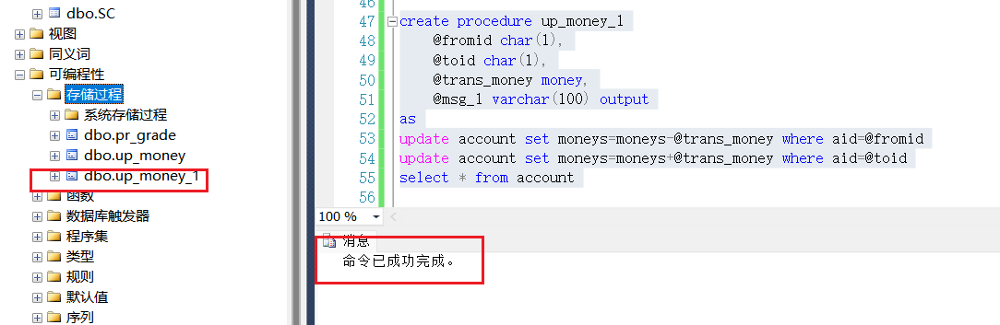 dbo.SC
视图
同义词
可编程性
存储过程
系统存储过程
dbo.pr_grade
dbo.up_money
dbo.up_money_1
函数
数据库触发器
程序集
类型
规则
默认值
序列
46
47 create procedure up_money_1
48 @fromid char(1),
49 @toid char(1),
50 @trans_money money,
51 @msg_1 varchar(100) output
52 as
53 update account set moneys=moneys-@trans_money where aid=@fromid
54 update account set moneys=moneys+@trans_money where aid=@toid
55 select * from account
56
100 %
消息
命令已成功完成。